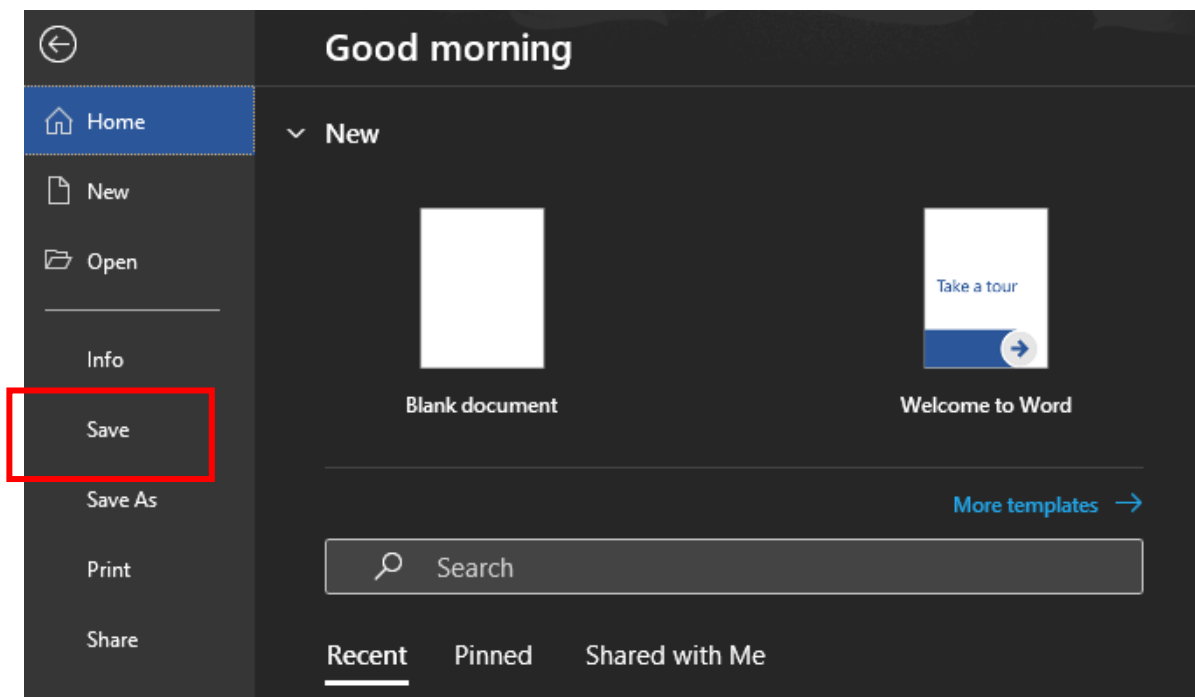 Good morning
Home
New
Open
Info
Save
Save As
Print
Share
New
Take a tour
Blank document
Welcome to Word
More templates
Search
Recent Pinned Shared with Me